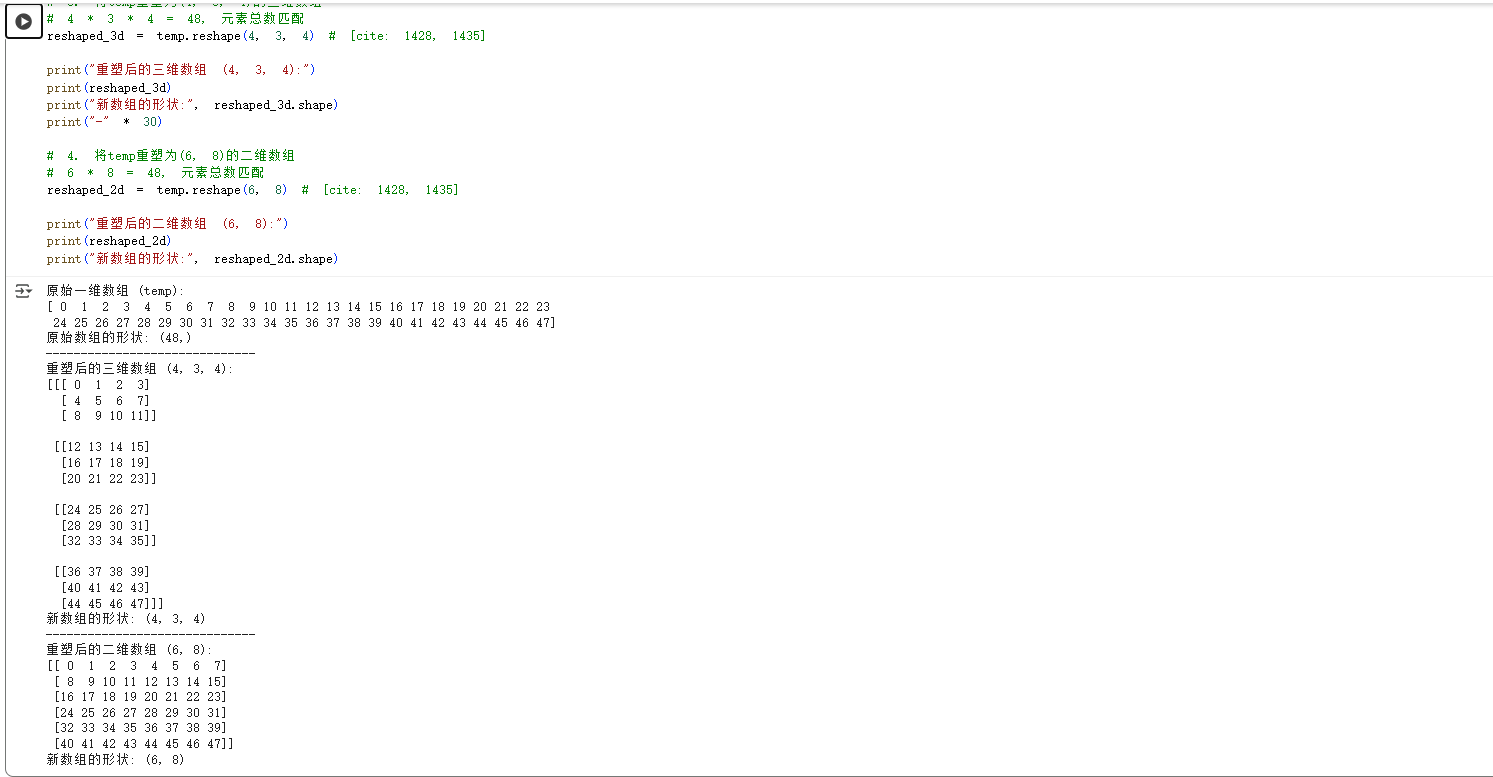 # 4 * 3 * 4 = 48, 元素总数匹配
reshaped_3d = temp.reshape(4, 3, 4) # [cite: 1428, 1435]
print("重塑后的三维数组 (4, 3, 4):")
print(reshaped_3d)
print("新数组的形状:", reshaped_3d.shape)
print("-" * 30)
# 4. 将temp重塑为(6, 8)的二维数组
# 6 * 8 = 48, 元素总数匹配
reshaped_2d = temp.reshape(6, 8) # [cite: 1428, 1435]
print("重塑后的二维数组 (6, 8):")
print(reshaped_2d)
print("新数组的形状:", reshaped_2d.shape)
原始一维数组 (temp):
[ 0 1 2 3 4 5 6 7 8 9 10 11 12 13 14 15 16 17 18 19 20 21 22 23
24 25 26 27 28 29 30 31 32 33 34 35 36 37 38 39 40 41 42 43 44 45 46 47]
原始数组的形状: (48,)
------------------------------
重塑后的三维数组 (4, 3, 4):
[[[ 0 1 2 3]
[ 4 5 6 7]
[ 8 9 10 11]]
[[12 13 14 15]
[16 17 18 19]
[20 21 22 23]]
[[24 25 26 27]
[28 29 30 31]
[32 33 34 35]]
[[36 37 38 39]
[40 41 42 43]
[44 45 46 47]]]
新数组的形状: (4, 3, 4)
------------------------------
重塑后的二维数组 (6, 8):
[[ 0 1 2 3 4 5 6 7]
[ 8 9 10 11 12 13 14 15]
[16 17 18 19 20 21 22 23]
[24 25 26 27 28 29 30 31]
[32 33 34 35 36 37 38 39]
[40 41 42 43 44 45 46 47]]
新数组的形状: (6, 8)